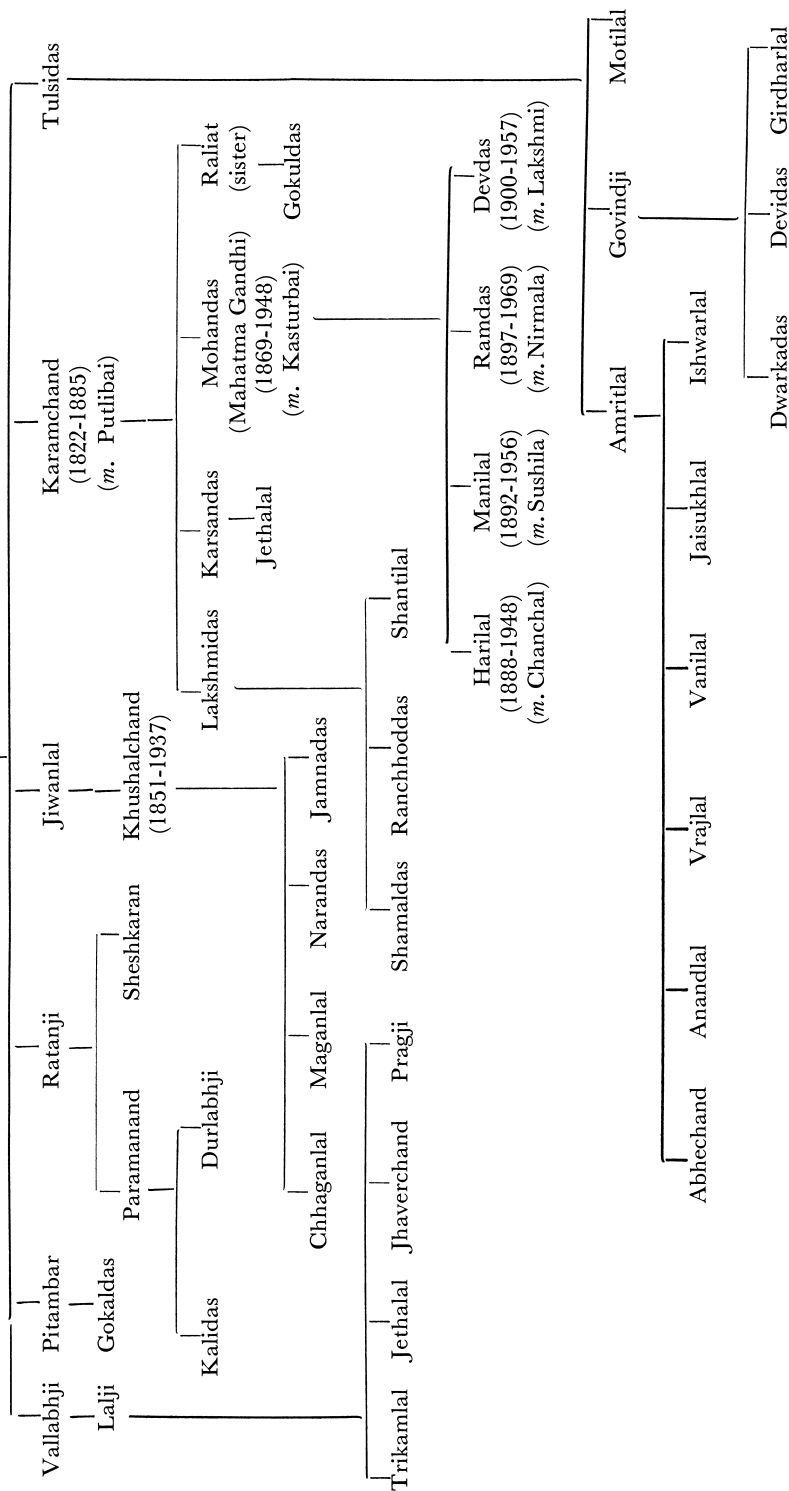 Vallabhji Pitambar Ratanji Jiwanlal Karamchand Tulsidas
(1822-1885)
(m. Putlibai)
Lalji Gokaldas Paramanand Sheshkaran Khushalchand
(1851-1937)
Kalidas Durlabhji Lakshmidas Karsandas Mohandas Raliat
(Mahatma Gandhi) (sister)
(1869-1948)
(m. Kasturbai)
Jethalal Gokuldas
Chhaganlal Maganlal Narandas Jamnadas
Trikamlal Jethalal Jhaverchand Pragji Shamaldas Ranchhoddas Shantilal
Harilal Manilal Ramdas Devdas
(1888-1948) (1892-1956) (1897-1969) (1900-1957)
(m. Chanchal) (m. Sushila) (m. Nirmala) (m. Lakshmi)
Amritlal Govindji Motilal
Abhechand Anandlal Vrajlal Vanilal Jaisukhlal Ishwarlal
Dwarkadas Devidas Girdharlal